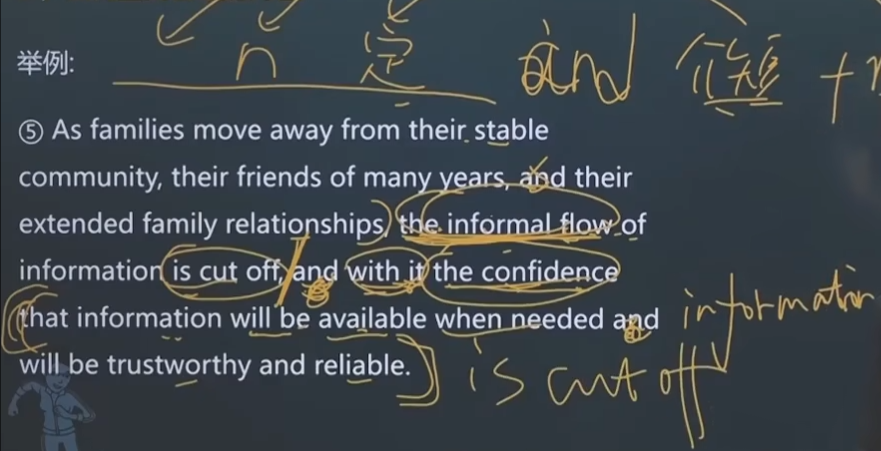 举例:
n 定 and 介短 +
⑤ As families move away from their stable
community, their friends of many years, and their
extended family relationships, the informal flow of
information is cut off, and with it the confidence
that information will be available when needed and
information
will be trustworthy and reliable.
is cut off